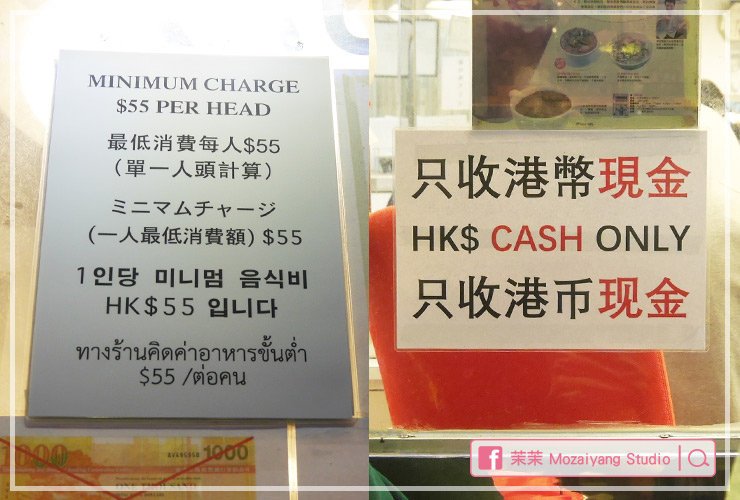 MINIMUM CHARGE
$55 PER HEAD
最低消費每人$55
(單一人頭計算)
ミニマムチャージ
(一人最低消費額) $55
1인당 미니멈 음식비
HK$55 입니다
ทางร้านคิดค่าอาหารขั้นต่ำ
$55 /ต่อคน
1000
1000
ONE THOUSAND
只收港幣現金
HK$ CASH ONLY
只收港币现金
茉茉 Mozaiyang Studio